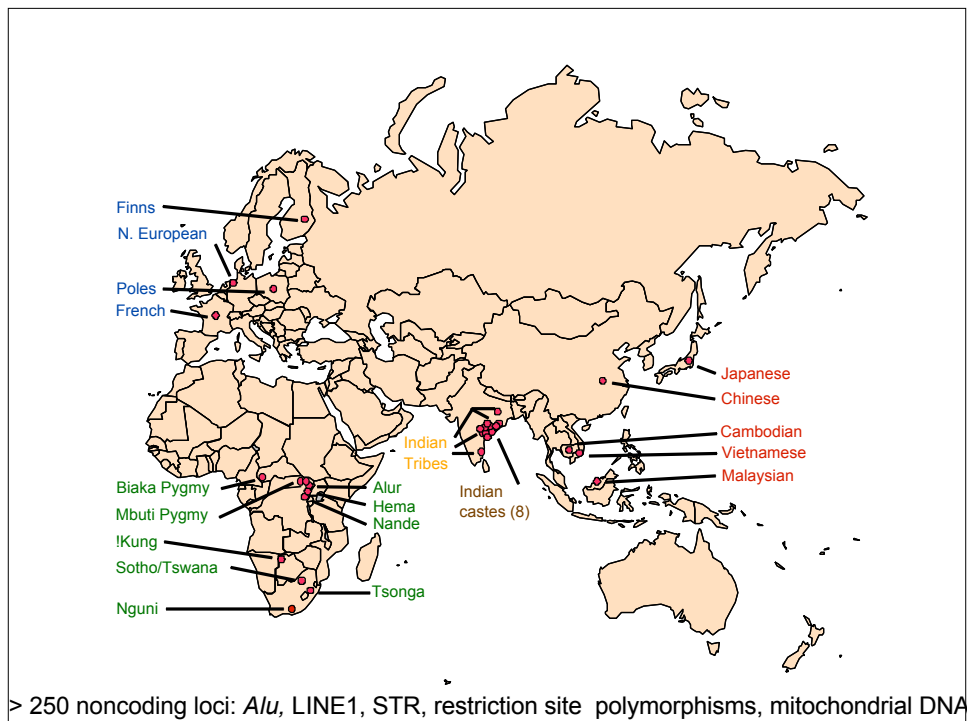 Finns
N. European
Poles
French
Japanese
Chinese
Cambodian
Vietnamese
Malaysian
Indian
Tribes
Indian
castes (8)
Biaka Pygmy
Mbuti Pygmy
Alur
Hema
Nande
!Kung
Sotho/Tswana
Tsonga
Nguni
> 250 noncoding loci: Alu, LINE1, STR, restriction site polymorphisms, mitochondrial DNA